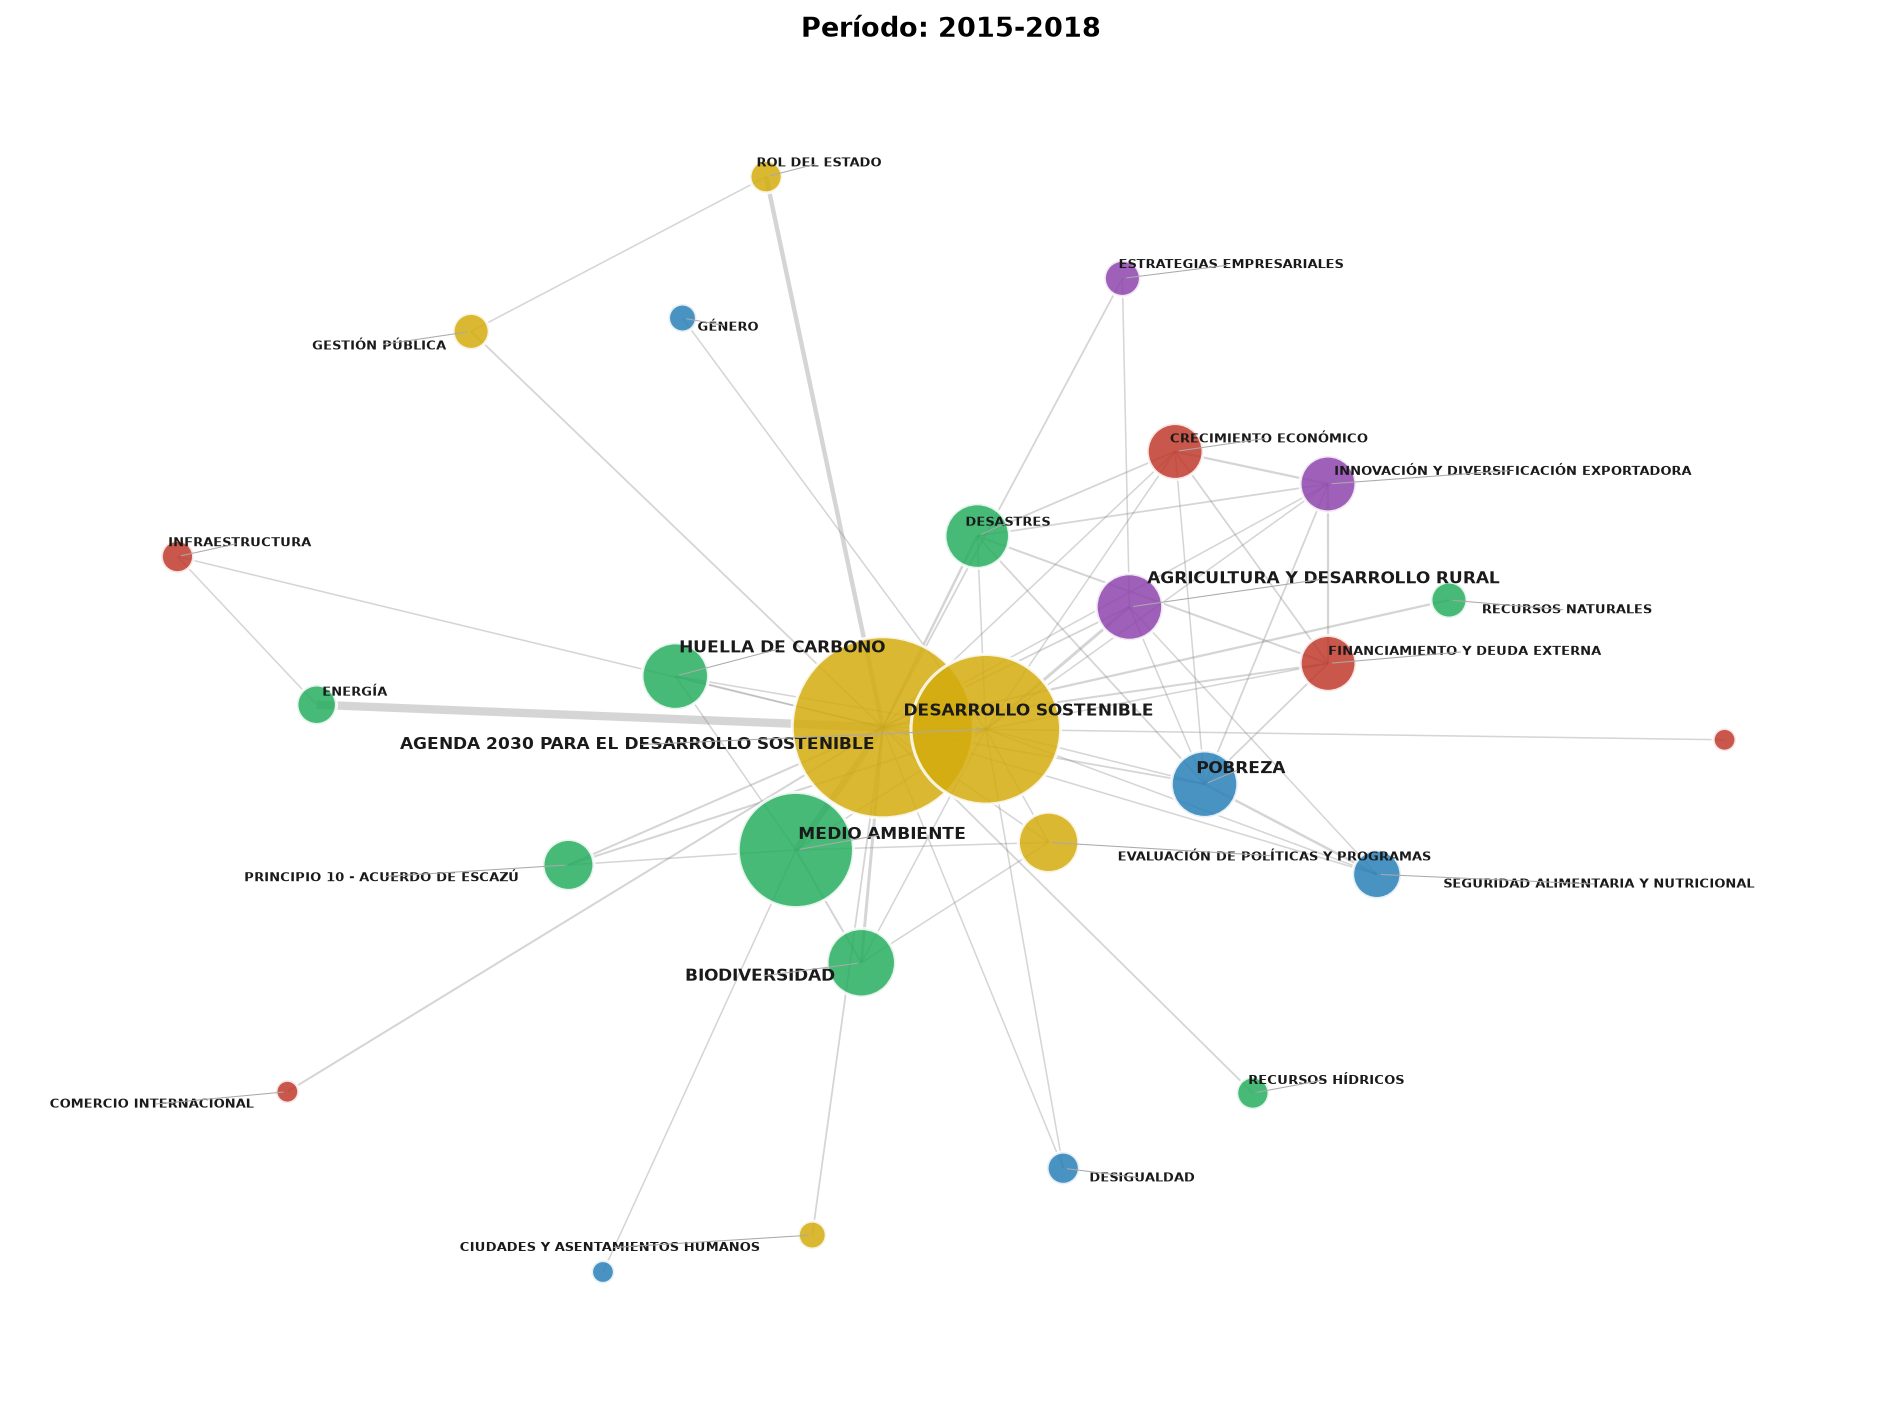 Período: 2015-2018
ROL DEL ESTADO
ESTRATEGIAS EMPRESARIALES
GÉNERO
GESTIÓN PÚBLICA
CRECIMIENTO ECONÓMICO
INNOVACIÓN Y DIVERSIFICACIÓN EXPORTADORA
DESASTRES
INFRAESTRUCTURA
AGRICULTURA Y DESARROLLO RURAL
RECURSOS NATURALES
HUELLA DE CARBONO
FINANCIAMIENTO Y DEUDA EXTERNA
ENERGÍA
DESARROLLO SOSTENIBLE
AGENDA 2030 PARA EL DESARROLLO SOSTENIBLE
POBREZA
MEDIO AMBIENTE
EVALUACIÓN DE POLÍTICAS Y PROGRAMAS
PRINCIPIO 10 - ACUERDO DE ESCAZÚ
SEGURIDAD ALIMENTARIA Y NUTRICIONAL
BIODIVERSIDAD
RECURSOS HÍDRICOS
COMERCIO INTERNACIONAL
DESIGUALDAD
CIUDADES Y ASENTAMIENTOS HUMANOS